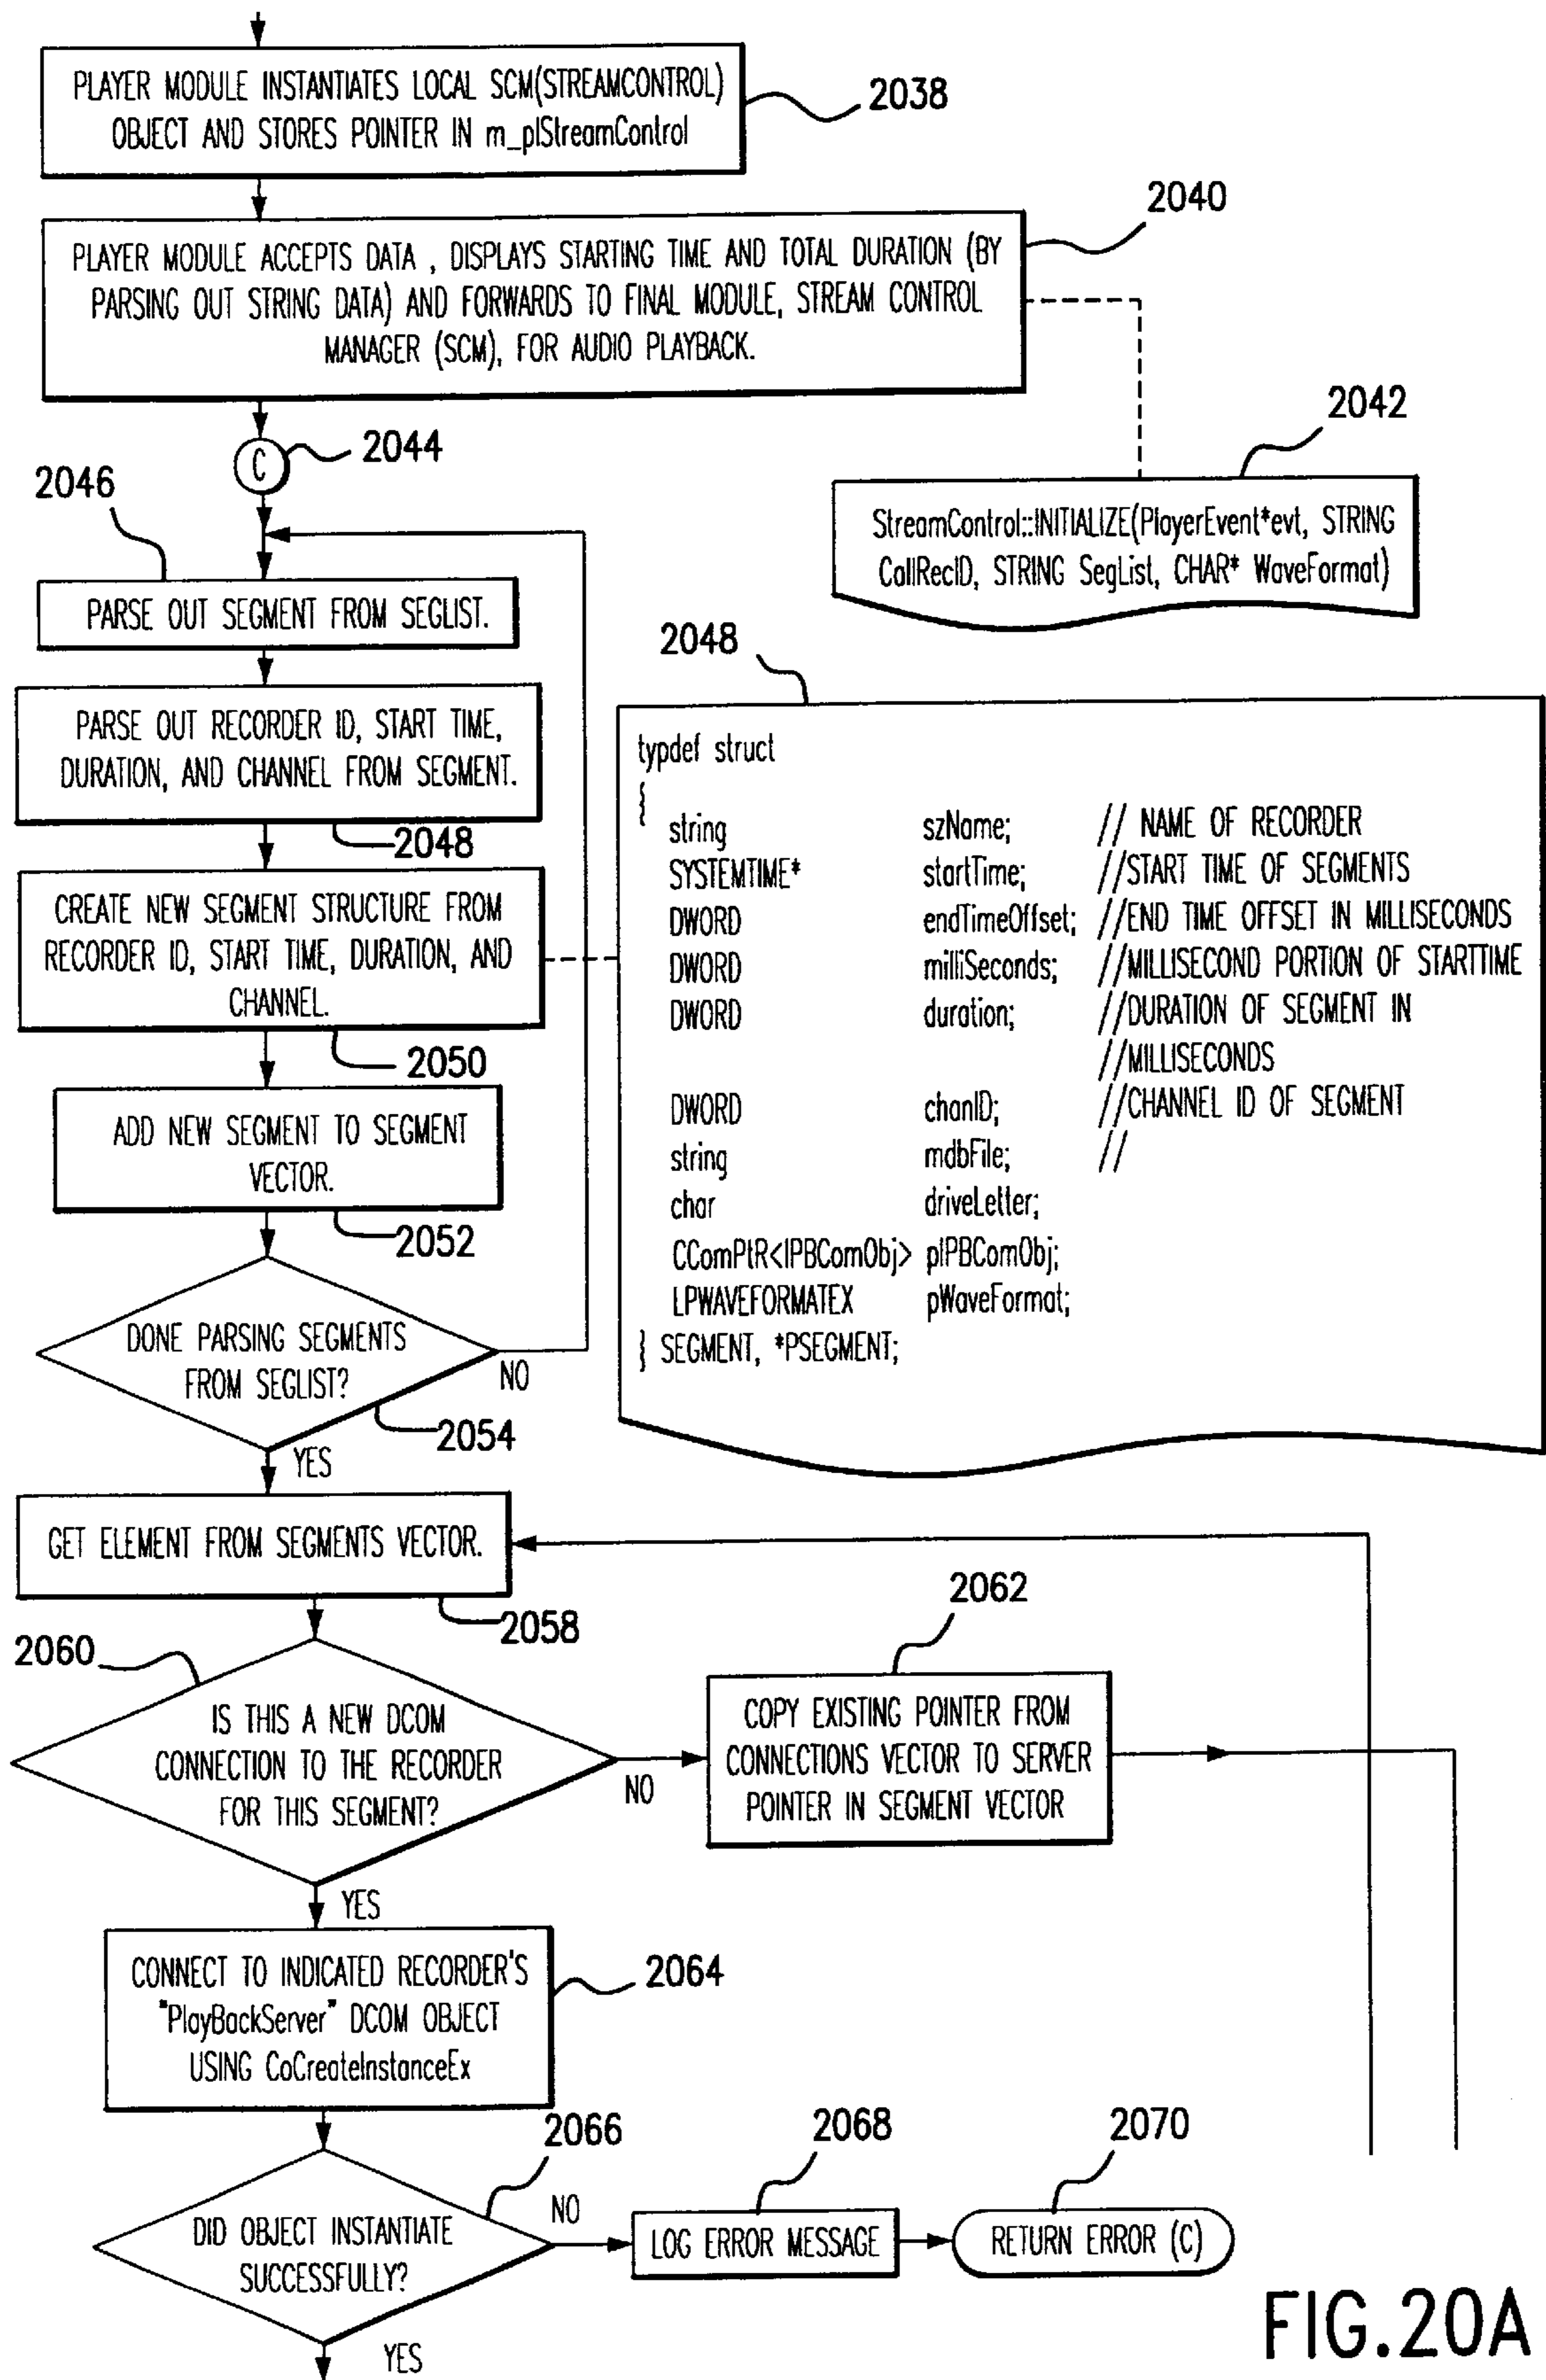 PLAYER MODULE INSTANTIATES LOCAL SCM(STREAMCONTROL)
OBJECT AND STORES POINTER IN m_plStreamControl
2038
2040
PLAYER MODULE ACCEPTS DATA , DISPLAYS STARTING TIME AND TOTAL DURATION (BY
PARSING OUT STRING DATA) AND FORWARDS TO FINAL MODULE, STREAM CONTROL
MANAGER (SCM), FOR AUDIO PLAYBACK.
2042
StreamControl::INITIALIZE(PlayerEvent*evt, STRING
CallRecID, STRING SegList, CHAR* WaveFormat)
C
2044
2046
PARSE OUT SEGMENT FROM SEGLIST.
PARSE OUT RECORDER ID, START TIME,
DURATION, AND CHANNEL FROM SEGMENT.
2048
CREATE NEW SEGMENT STRUCTURE FROM
RECORDER ID, START TIME, DURATION, AND
CHANNEL.
2050
2048
typdef struct
{
string szName; // NAME OF RECORDER
SYSTEMTIME* startTime; //START TIME OF SEGMENTS
DWORD endTimeOffset; //END TIME OFFSET IN MILLISECONDS
DWORD milliSeconds; //MILLISECOND PORTION OF STARTTIME
DWORD duration; //DURATION OF SEGMENT IN
//MILLISECONDS
DWORD chanID; //CHANNEL ID OF SEGMENT
string mdbFile; //
char driveLetter;
CComPtR<IPBComObj> pIPBComObj;
LPWAVEFORMATEX pWaveFormat;
} SEGMENT, *PSEGMENT;
ADD NEW SEGMENT TO SEGMENT
VECTOR.
2052
DONE PARSING SEGMENTS
FROM SEGLIST?
NO
2054
YES
GET ELEMENT FROM SEGMENTS VECTOR.
2058
2060
IS THIS A NEW DCOM
CONNECTION TO THE RECORDER
FOR THIS SEGMENT?
NO
2062
COPY EXISTING POINTER FROM
CONNECTIONS VECTOR TO SERVER
POINTER IN SEGMENT VECTOR
YES
CONNECT TO INDICATED RECORDER'S
"PlayBackServer" DCOM OBJECT
USING CoCreateInstanceEx
2064
2066
DID OBJECT INSTANTIATE
SUCCESSFULLY?
NO
2068
LOG ERROR MESSAGE
2070
RETURN ERROR (C)
YES
FIG.20A